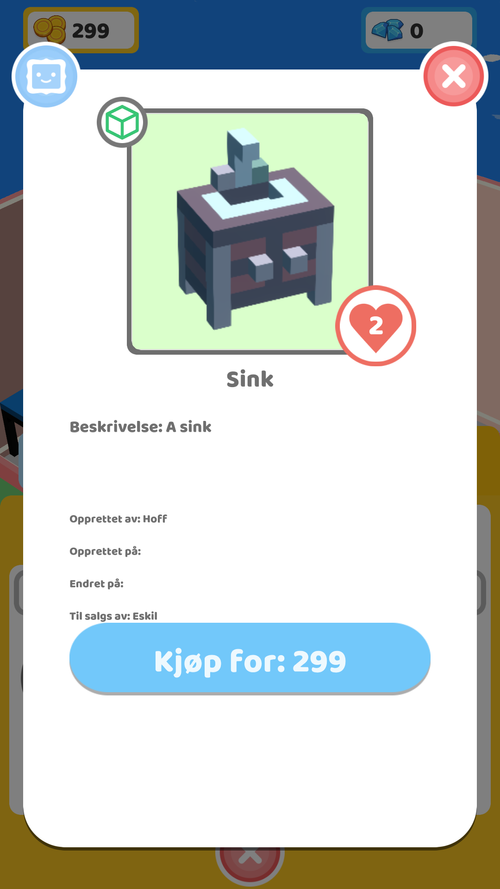 299
0
2
Sink
Beskrivelse: A sink
Opprettet av: Hoff
Opprettet på:
Endret på:
Til salgs av: Eskil
Kjøp for: 299